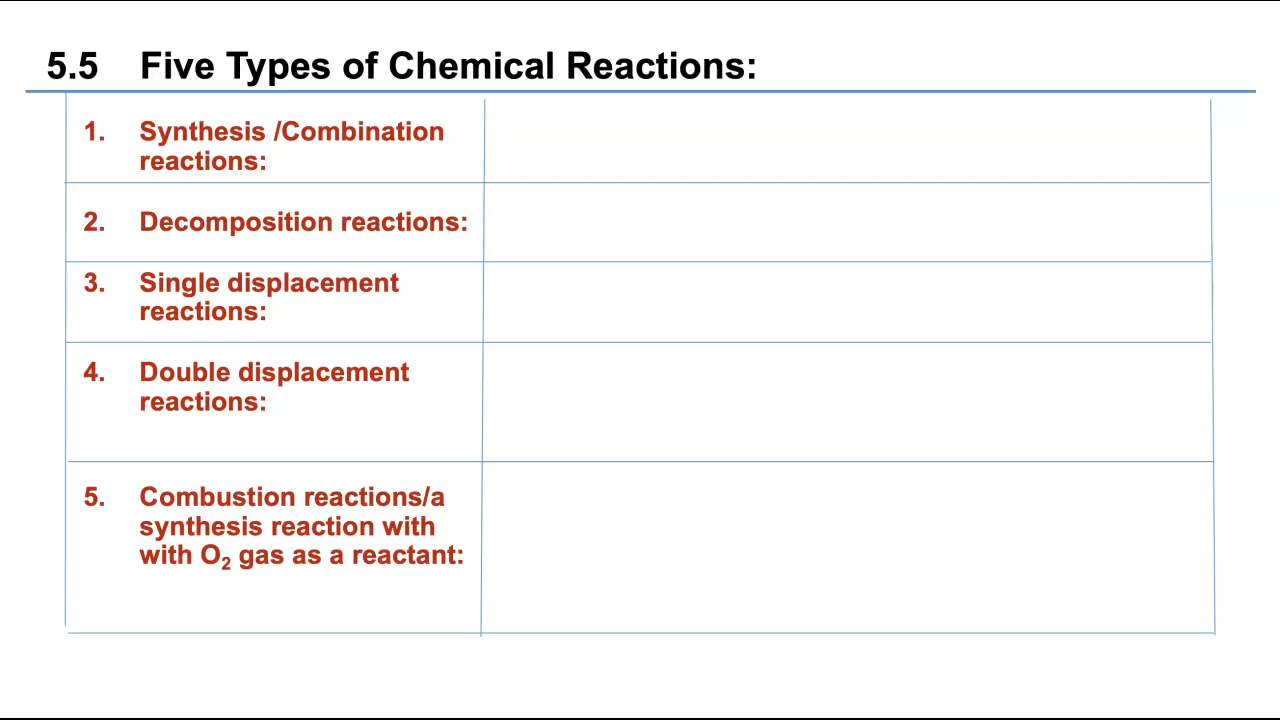 5.5 Five Types of Chemical Reactions:
1. Synthesis /Combination
reactions:
2. Decomposition reactions:
3. Single displacement
reactions:
4. Double displacement
reactions:
5. Combustion reactions/a
synthesis reaction with
with O₂ gas as a reactant: